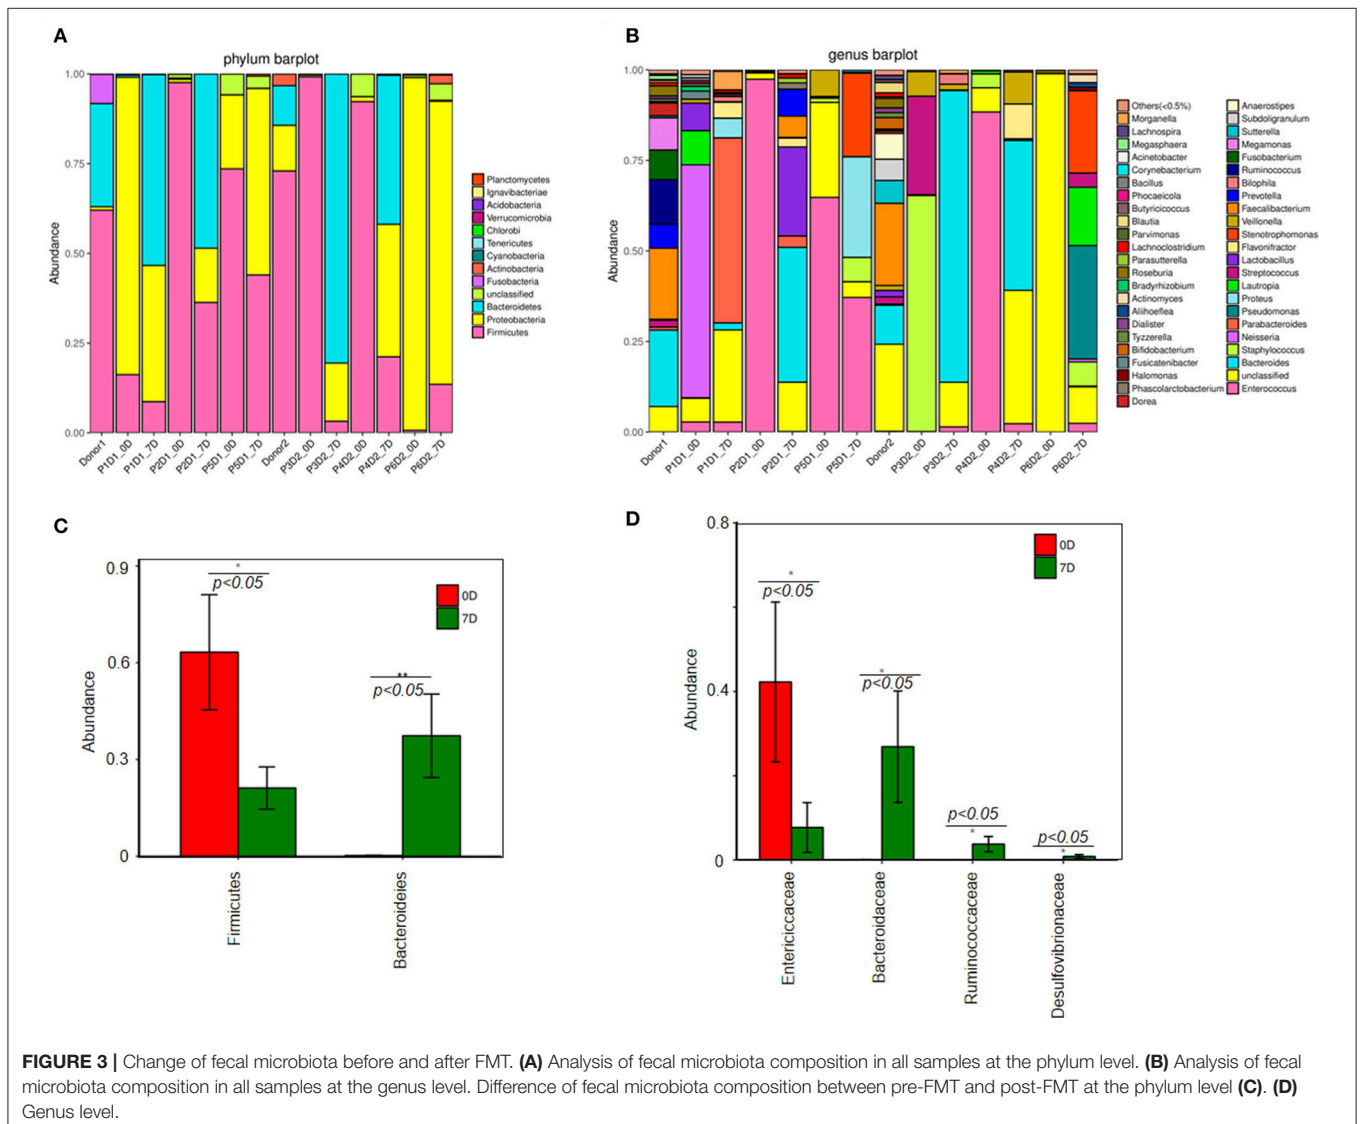 A
phylum barplot
1.00
0.75
0.50
0.25
0.00
Abundance
Donor1
P1D1_0D
P1D1_7D
P2D1_0D
P2D1_7D
P5D1_0D
P5D1_7D
Donor2
P3D2_0D
P3D2_7D
P4D2_0D
P4D2_7D
P6D2_0D
P6D2_7D
Planctomycetes
Ignavibacteriae
Acidobacteria
Verrucomicrobia
Chlorobi
Tenericutes
Cyanobacteria
Actinobacteria
Fusobacteria
unclassified
Bacteroidetes
Proteobacteria
Firmicutes
B
genus barplot
1.00
0.75
0.50
0.25
0.00
Abundance
Donor1
P1D1_0D
P1D1_7D
P2D1_0D
P2D1_7D
P5D1_0D
P5D1_7D
Donor2
P3D2_0D
P3D2_7D
P4D2_0D
P4D2_7D
P6D2_0D
P6D2_7D
Others(<0.5%)
Morganella
Lachnospira
Megasphaera
Acinetobacter
Corynebacterium
Bacillus
Phocaeicola
Butyricicoccus
Blautia
Parvimonas
Lachnoclostridium
Parasutterella
Roseburia
Bradyrhizobium
Actinomyces
Aliihoeflea
Dialister
Tyzzerella
Bifidobacterium
Fusicatenibacter
Halomonas
Phascolarctobacterium
Dorea
Anaerostipes
Subdoligranulum
Sutterella
Megamonas
Fusobacterium
Ruminococcus
Bilophila
Prevotella
Faecalibacterium
Veillonella
Stenotrophomonas
Flavonifractor
Lactobacillus
Streptococcus
Lautropia
Proteus
Pseudomonas
Parabacteroides
Neisseria
Staphylococcus
Bacteroides
unclassified
Enterococcus
C
0.9
0.6
0.3
0
Abundance
*
p<0.05
**
p<0.05
0D
7D
Firmicutes
Bacteroideies
D
0.8
0.4
0
Abundance
*
p<0.05
*
p<0.05
p<0.05
*
p<0.05
*
0D
7D
Entericiccaceae
Bacteroidaceae
Ruminococcaceae
Desulfovibrionaceae
FIGURE 3 | Change of fecal microbiota before and after FMT. (A) Analysis of fecal microbiota composition in all samples at the phylum level. (B) Analysis of fecal
microbiota composition in all samples at the genus level. Difference of fecal microbiota composition between pre-FMT and post-FMT at the phylum level (C). (D)
Genus level.